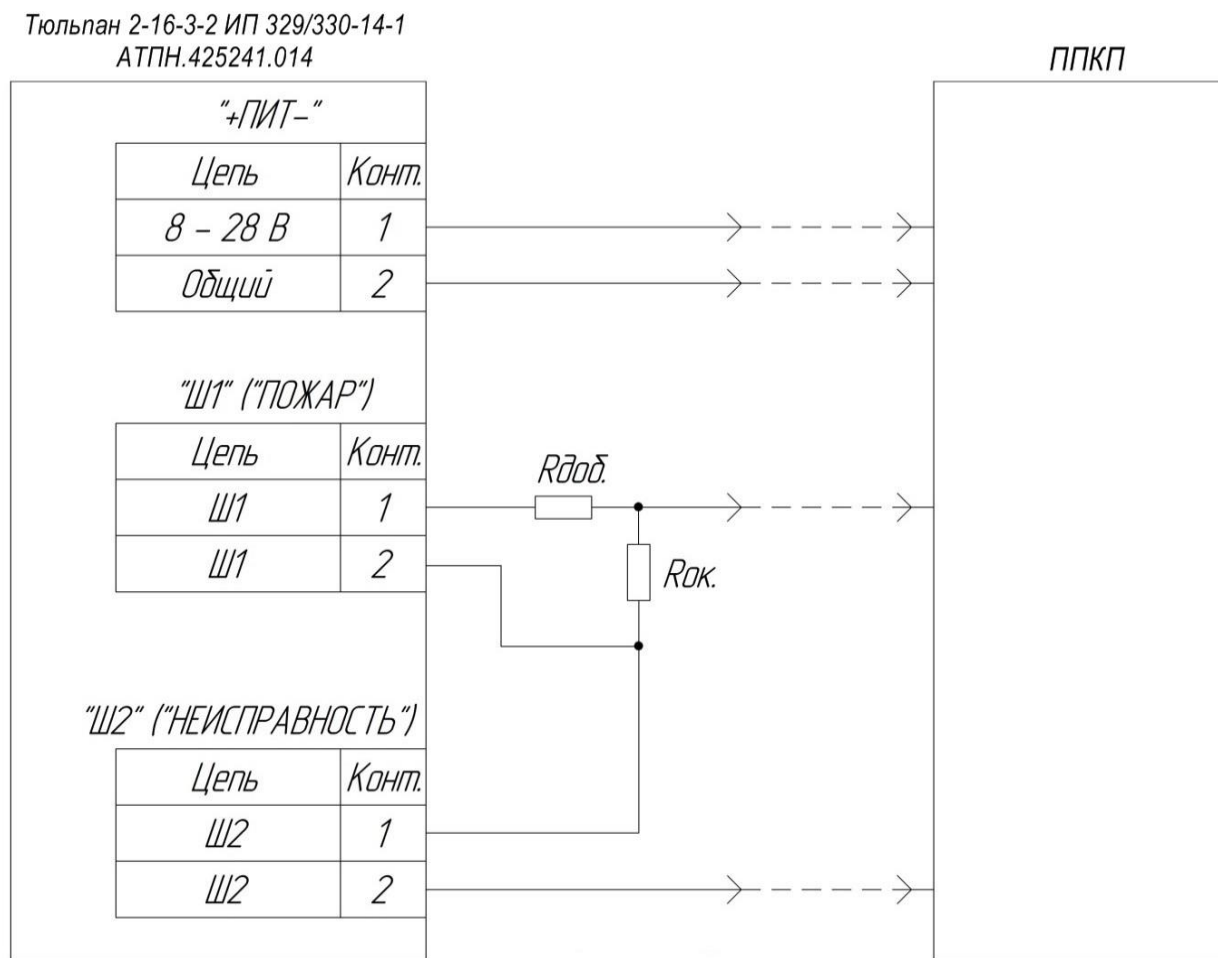 Тюльпан 2-16-3-2 ИП 329/330-14-1
АТПН.425241.014
ППКП
"+ПИТ–"
Цепь Конт.
8 – 28 В 1
Общий 2
"Ш1" ("ПОЖАР")
Цепь Конт.
Ш1 1
Ш1 2
Rдоб.
Rок.
"Ш2" ("НЕИСПРАВНОСТЬ")
Цепь Конт.
Ш2 1
Ш2 2